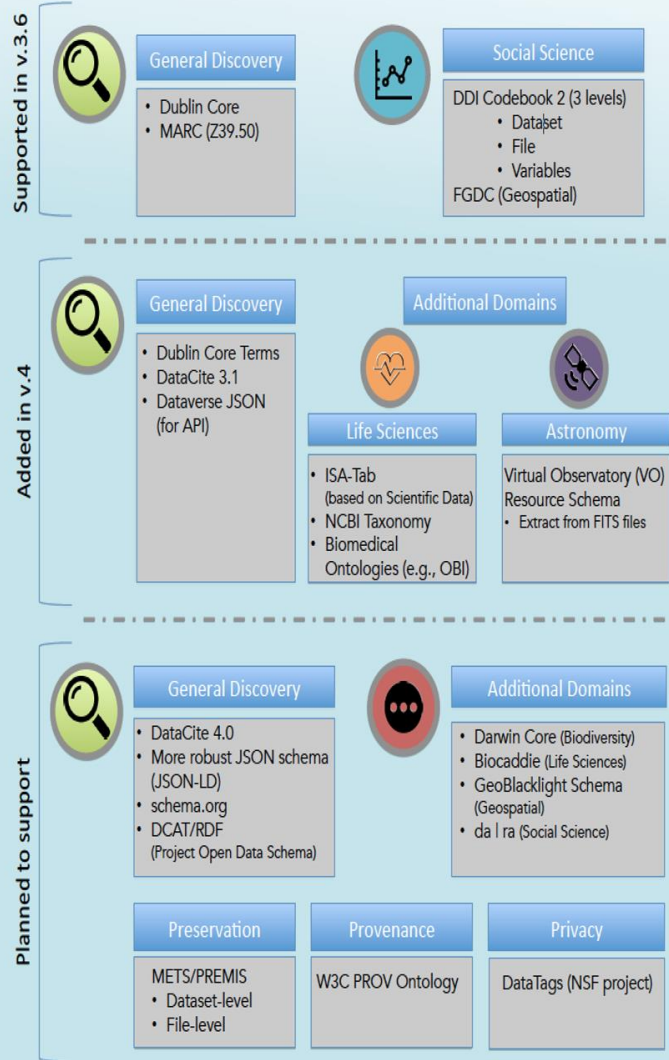 Supported in v.3.6
General Discovery
• Dublin Core
• MARC (Z39.50)
Social Science
DDI Codebook 2 (3 levels)
• Dataset
• File
• Variables
FGDC (Geospatial)
Added in v.4
General Discovery
• Dublin Core Terms
• DataCite 3.1
• Dataverse JSON
(for API)
Additional Domains
Life Sciences
• ISA-Tab
(based on Scientific Data)
• NCBI Taxonomy
• Biomedical
Ontologies (e.g., OBI)
Astronomy
Virtual Observatory (VO)
Resource Schema
• Extract from FITS files
Planned to support
General Discovery
• DataCite 4.0
• More robust JSON schema
(JSON-LD)
• schema.org
• DCAT/RDF
(Project Open Data Schema)
Additional Domains
• Darwin Core (Biodiversity)
• Biocaddie (Life Sciences)
• GeoBlacklight Schema
(Geospatial)
• da|ra (Social Science)
Preservation
METS/PREMIS
• Dataset-level
• File-level
Provenance
W3C PROV Ontology
Privacy
DataTags (NSF project)